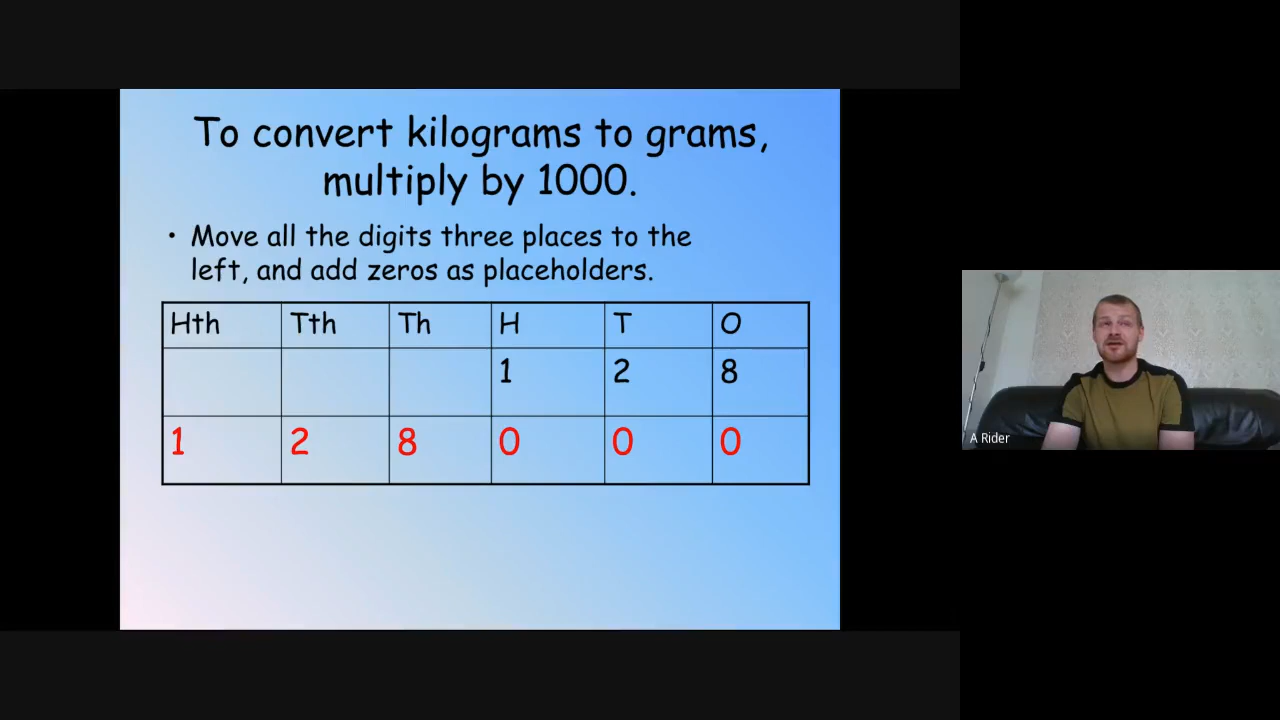 To convert kilograms to grams,
multiply by 1000.
• Move all the digits three places to the
left, and add zeros as placeholders.
Hth Tth Th H T O
1 2 8
1 2 8 0 0 0
A Rider